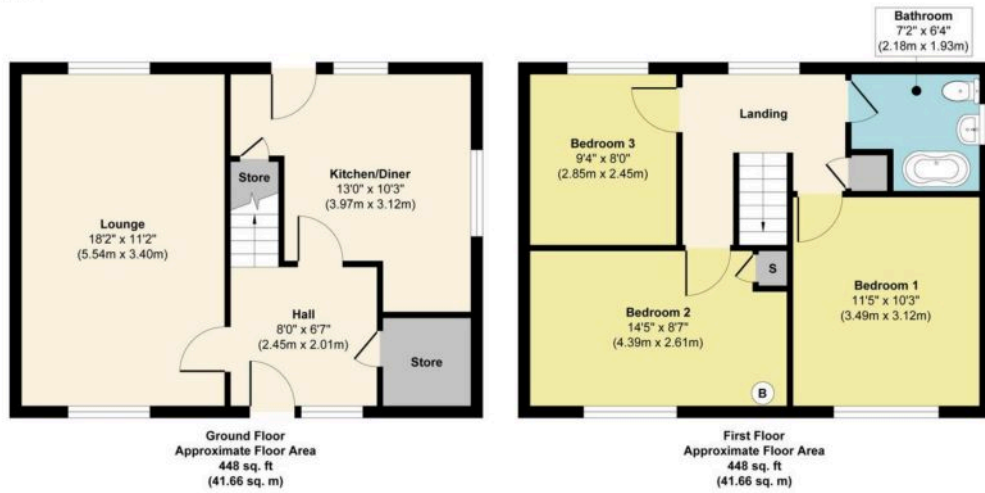 Lounge
18'2" x 11'2"
(5.54m x 3.40m)
Store
Kitchen/Diner
13'0" x 10'3"
(3.97m x 3.12m)
Hall
8'0" x 6'7"
(2.45m x 2.01m)
Store
Ground Floor
Approximate Floor Area
448 sq. ft
(41.66 sq. m)
Bathroom
7'2" x 6'4"
(2.18m x 1.93m)
Landing
Bedroom 3
9'4" x 8'0"
(2.85m x 2.45m)
S
Bedroom 2
14'5" x 8'7"
(4.39m x 2.61m)
B
Bedroom 1
11'5" x 10'3"
(3.49m x 3.12m)
First Floor
Approximate Floor Area
448 sq. ft
(41.66 sq. m)